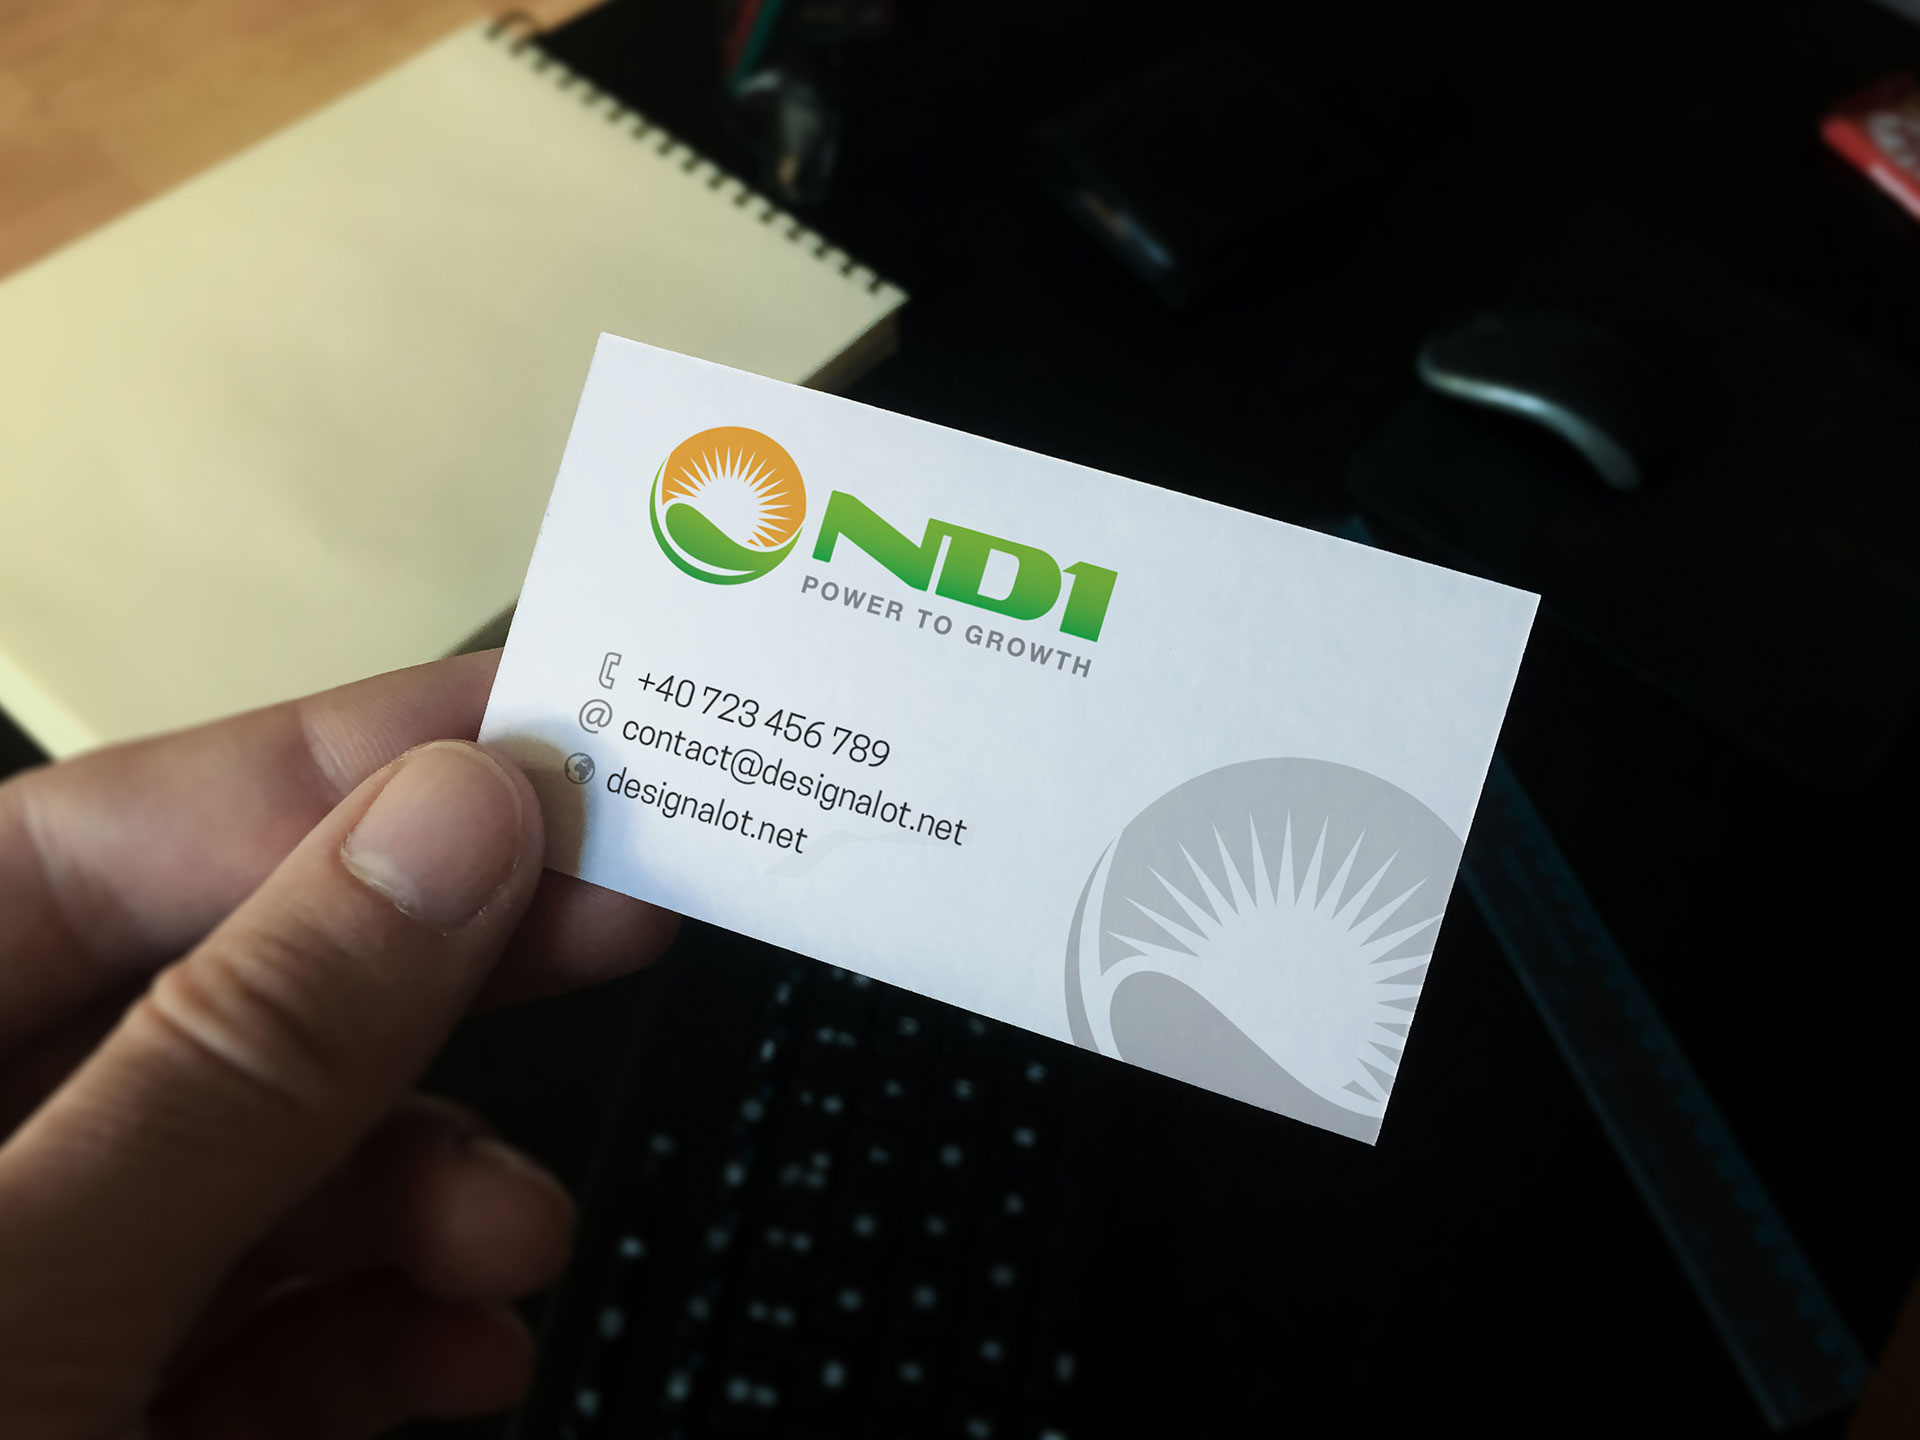 ND1
POWER TO GROWTH
+40 723 456 789
contact@designalot.net
designalot.net